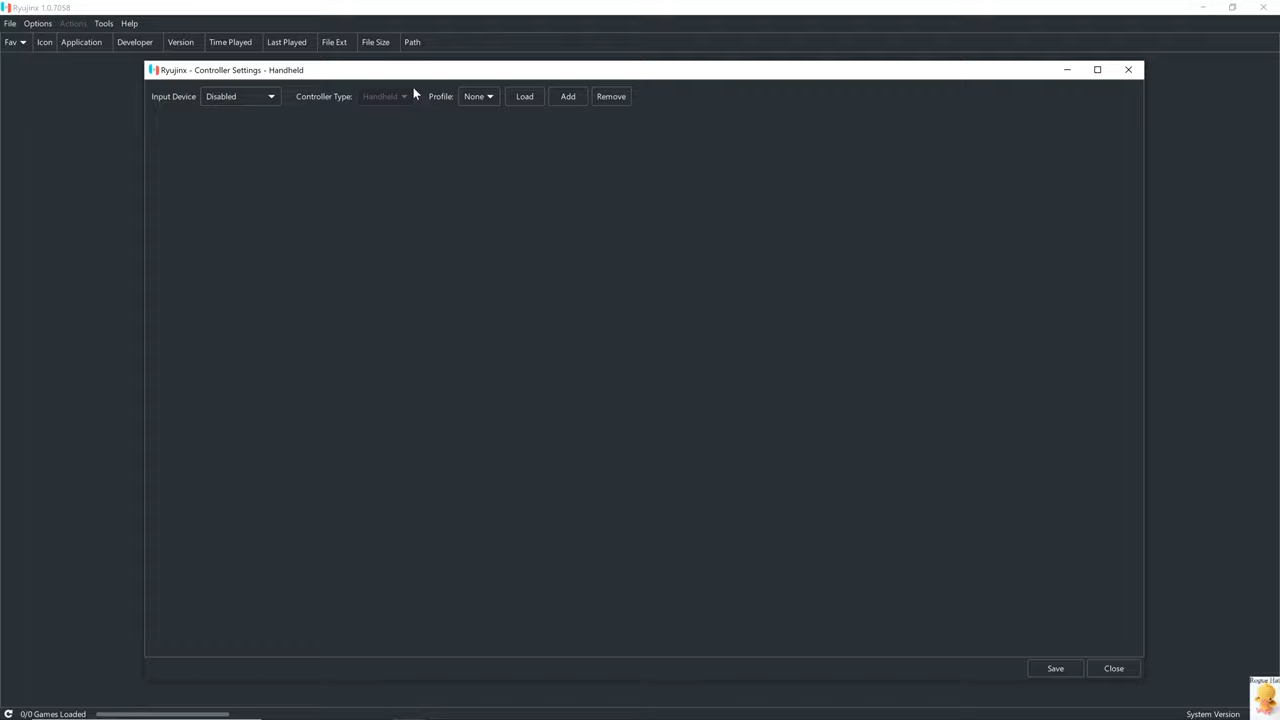 Ryujinx 1.0.7058
File Options Actions Tools Help
Fav Icon Application Developer Version Time Played Last Played File Ext File Size Path
Ryujinx - Controller Settings - Handheld
Input Device Disabled Controller Type: Handheld Profile: None Load Add Remove
Save Close
Rogue Hat
0/0 Games Loaded System Version